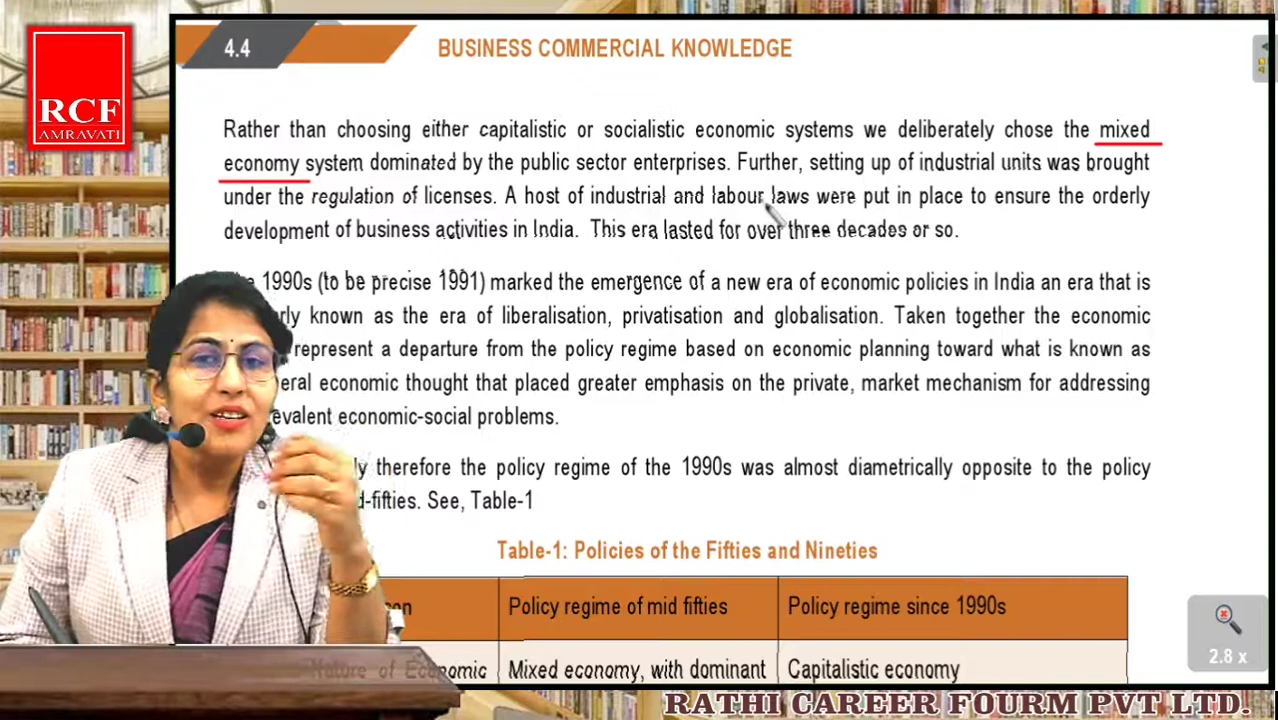 RCF
AMRAVATI
4.4
BUSINESS COMMERCIAL KNOWLEDGE
Rather than choosing either capitalistic or socialistic economic systems we deliberately chose the mixed
economy system dominated by the public sector enterprises. Further, setting up of industrial units was brought
under the regulation of licenses. A host of industrial and labour laws were put in place to ensure the orderly
development of business activities in India. This era lasted for over three decades or so.
1990s (to be precise 1991) marked the emergence of a new era of economic policies in India an era that is
known as the era of liberalisation, privatisation and globalisation. Taken together the economic
represent a departure from the policy regime based on economic planning toward what is known as
economic thought that placed greater emphasis on the private, market mechanism for addressing
economic-social problems.
therefore the policy regime of the 1990s was almost diametrically opposite to the policy
See, Table-1
Table-1: Policies of the Fifties and Nineties
Policy regime of mid fifties Policy regime since 1990s
Nature of Economic Mixed economy, with dominant Capitalistic economy
2.8 x
RATHI CAREER FOURM PVT LTD.